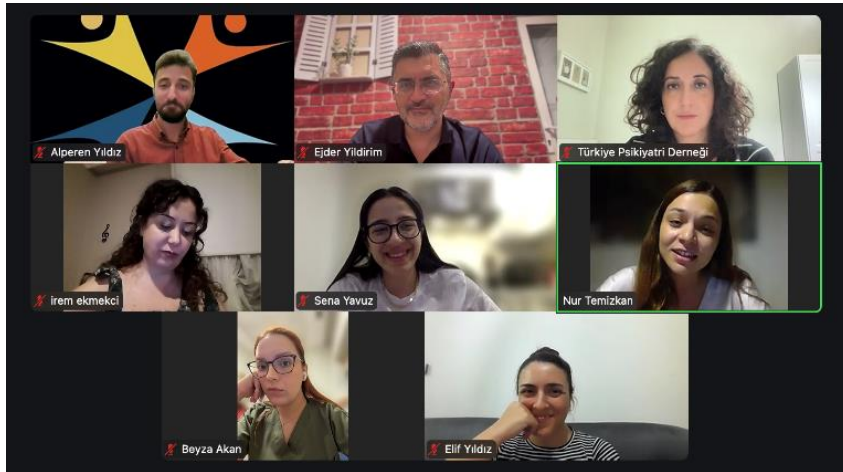 Alperen Yıldız
Ejder Yildirim
Türkiye Psikiyatri Derneği
irem ekmekci
Sena Yavuz
Nur Temizkan
Beyza Akan
Elif Yıldız